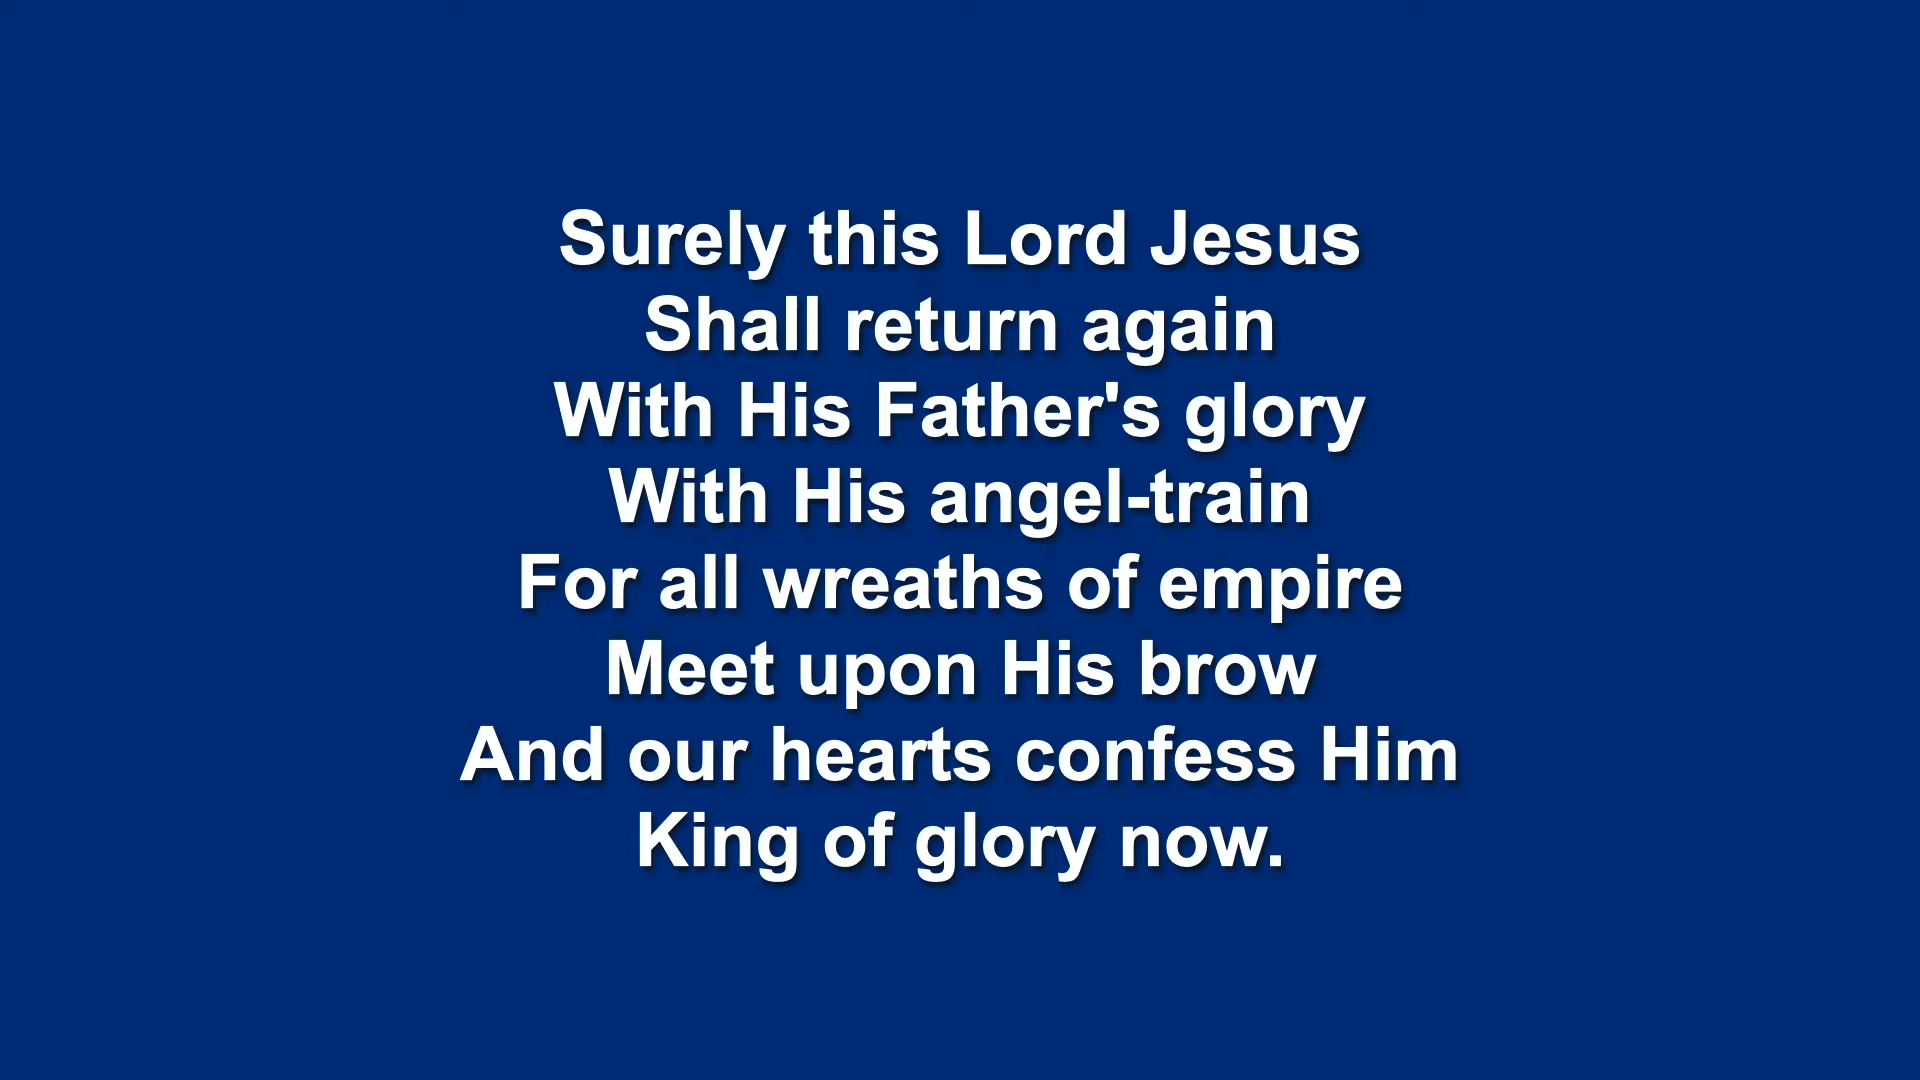 Surely this Lord Jesus
Shall return again
With His Father's glory
With His angel-train
For all wreaths of empire
Meet upon His brow
And our hearts confess Him
King of glory now.